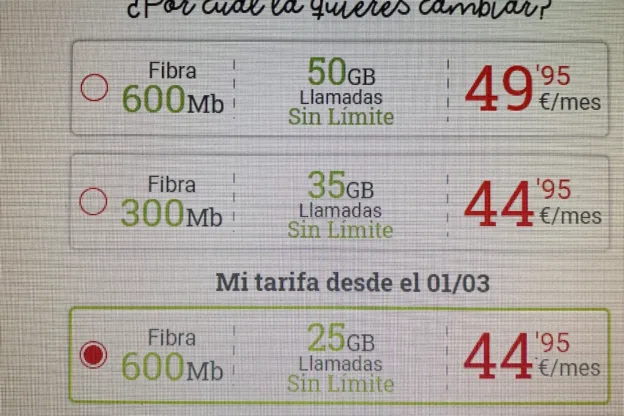 ¿Por cuál la quieres cambiar?
Fibra
600Mb
50GB
Llamadas
Sin Límite
49'95
€/mes
Fibra
300Mb
35GB
Llamadas
Sin Límite
44'95
€/mes
Mi tarifa desde el 01/03
Fibra
600Mb
25GB
Llamadas
Sin Límite
44'95
€/mes